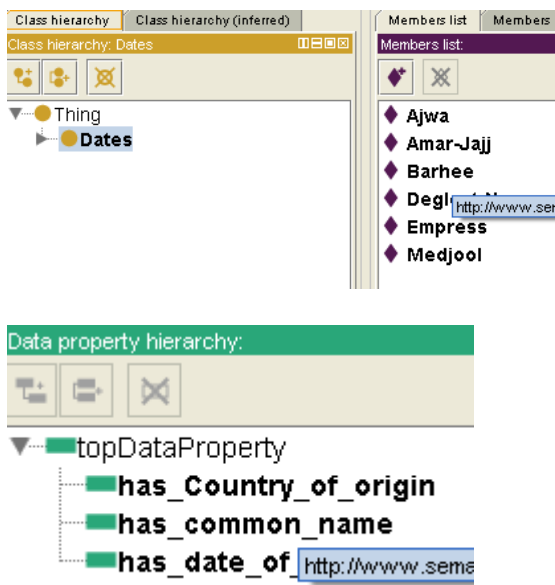 Class hierarchy Class hierarchy (inferred)
Class hierarchy: Dates
Thing
Dates
Members list Members
Members list:
Ajwa
Amar-Jajj
Barhee
http://www.ser
Empress
Medjool
Data property hierarchy:
topDataProperty
has_Country_of_origin
has_common_name
has_date_of_
http://www.sema